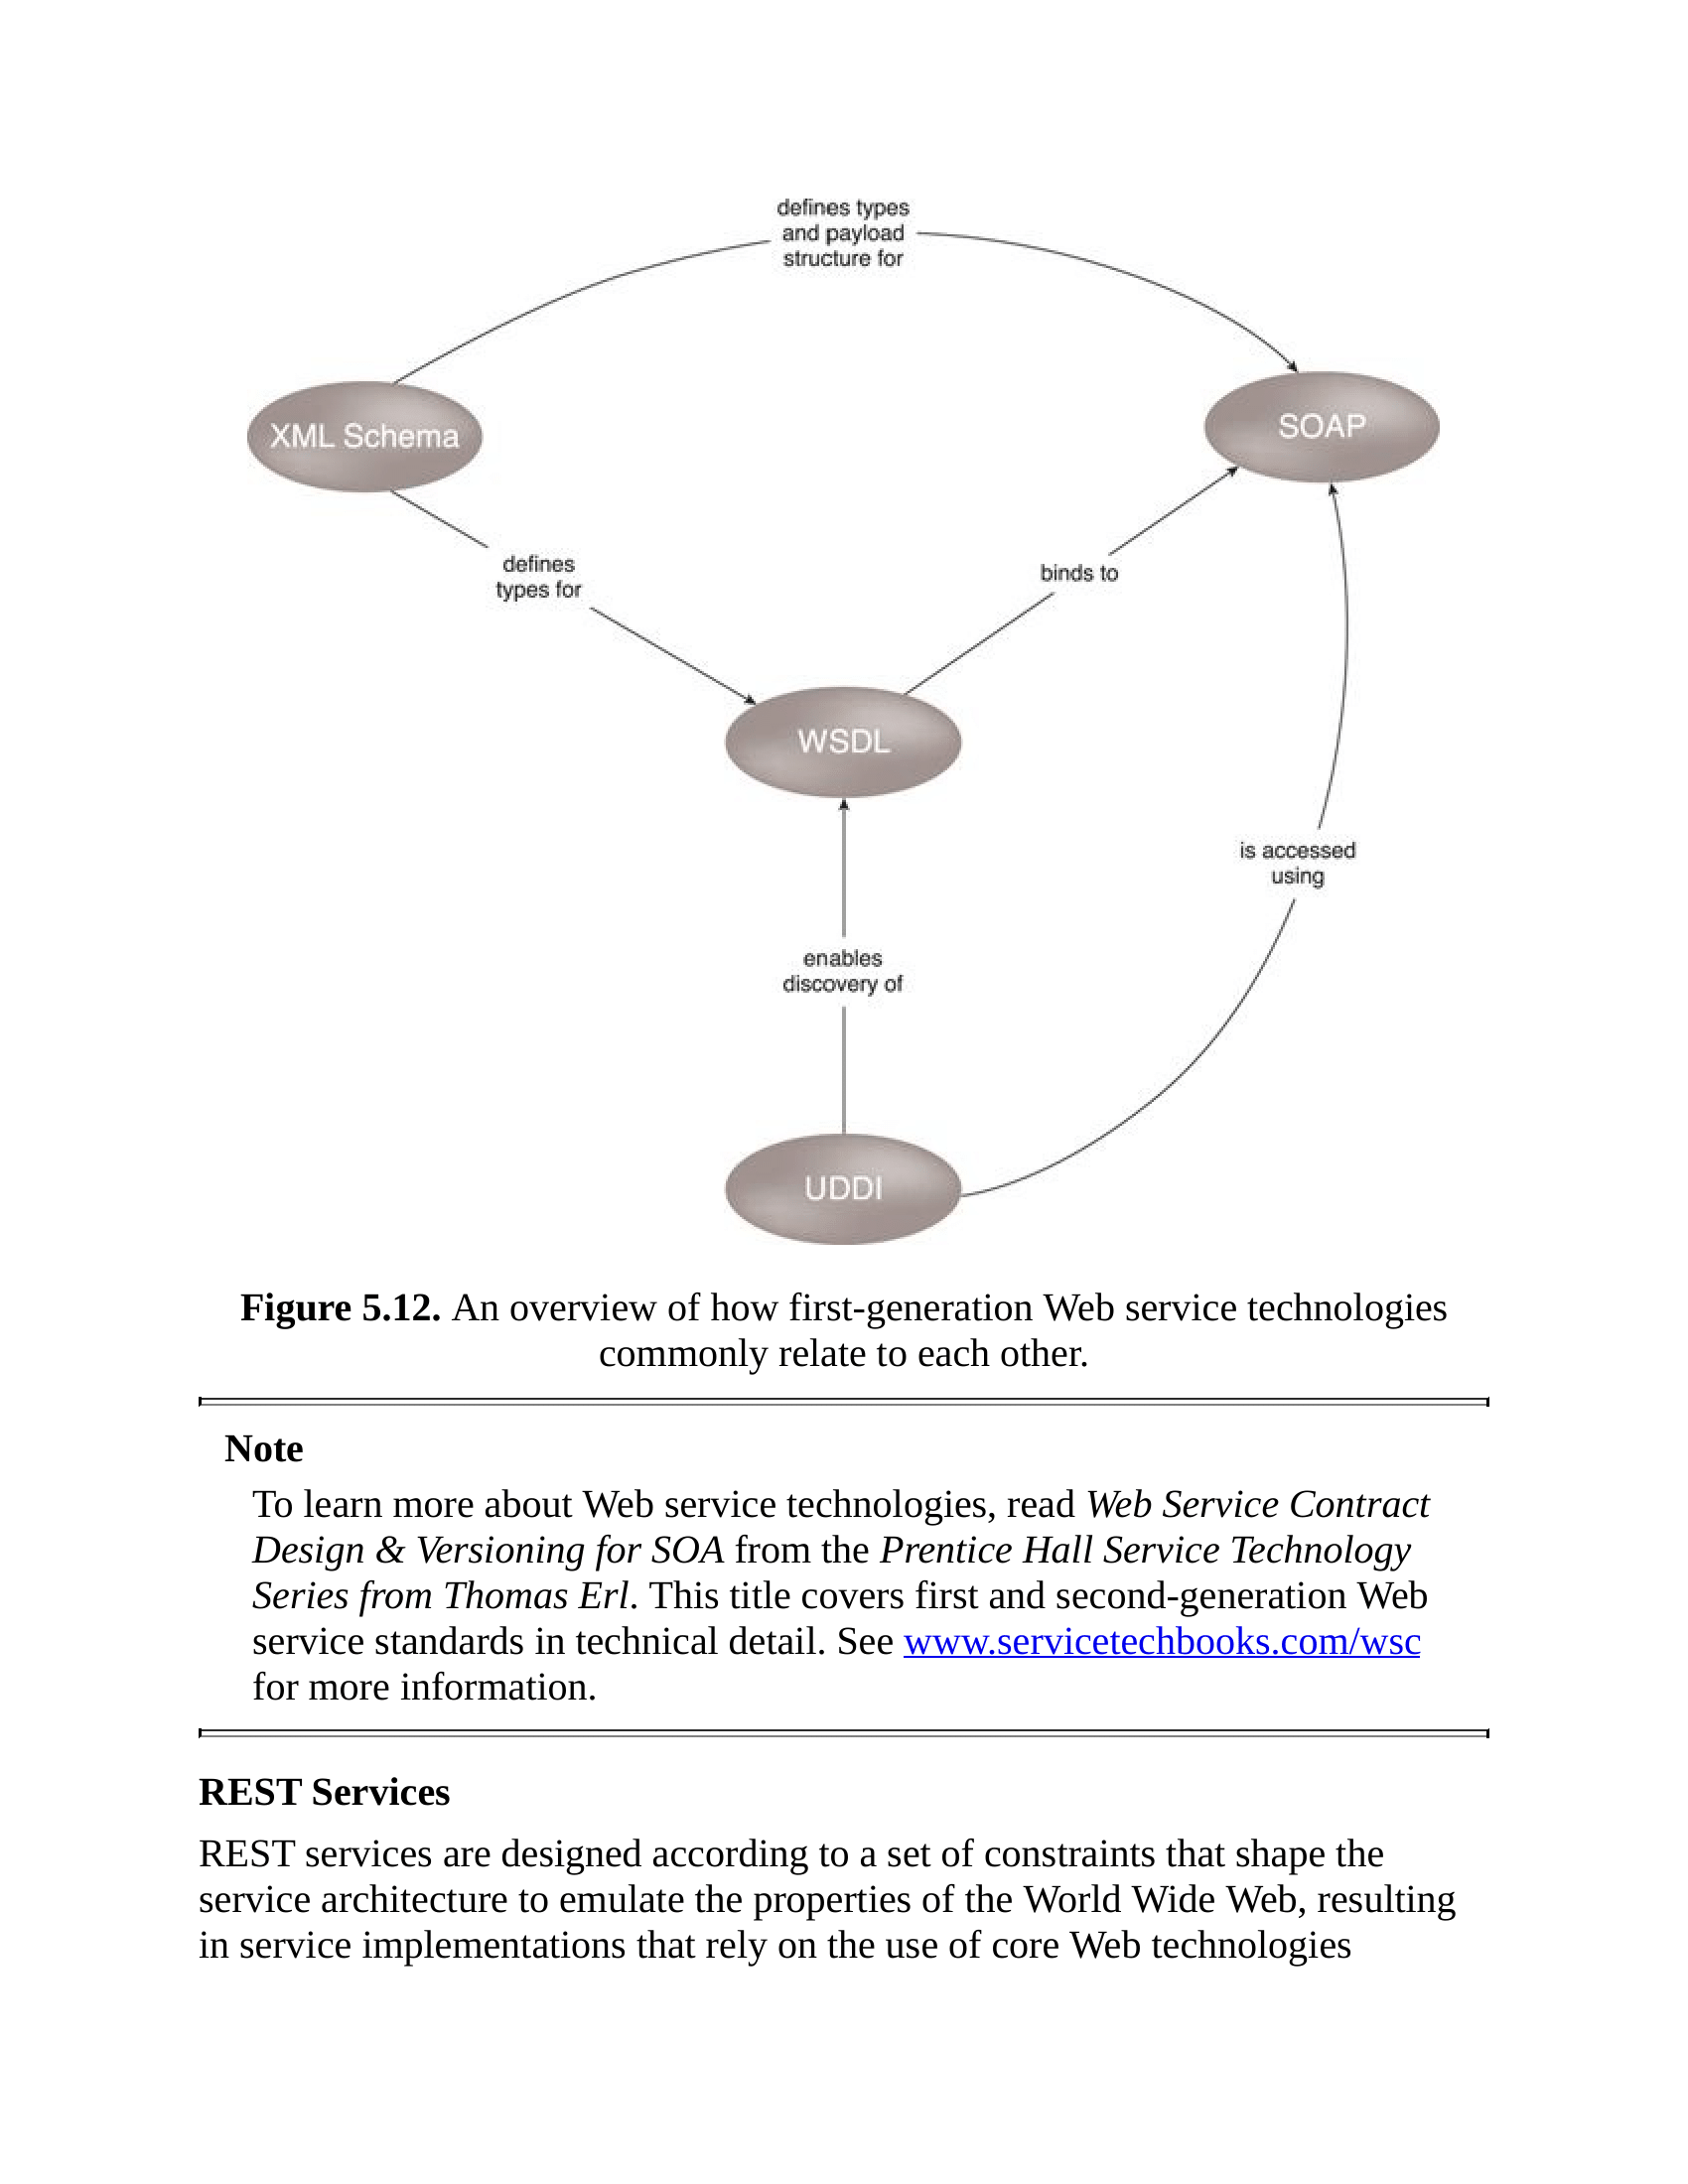 defines types
and payload
structure for
XML Schema
SOAP
defines
types for
binds to
WSDL
is accessed
using
enables
discovery of
UDDI
Figure 5.12. An overview of how first-generation Web service technologies
commonly relate to each other.
Note
To learn more about Web service technologies, read Web Service Contract
Design & Versioning for SOA from the Prentice Hall Service Technology
Series from Thomas Erl. This title covers first and second-generation Web
service standards in technical detail. See www.servicetechbooks.com/wsc
for more information.
REST Services
REST services are designed according to a set of constraints that shape the
service architecture to emulate the properties of the World Wide Web, resulting
in service implementations that rely on the use of core Web technologies